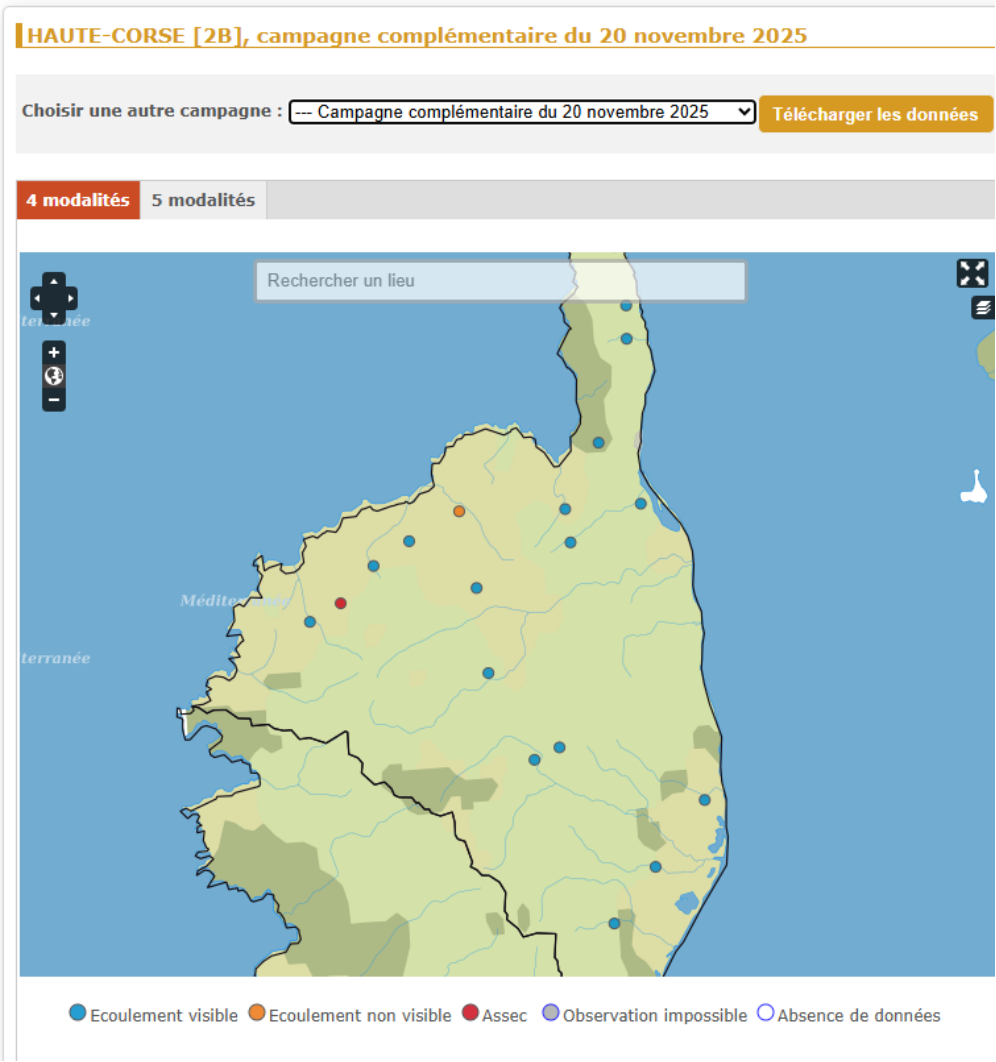 HAUTE-CORSE [2B], campagne complémentaire du 20 novembre 2025
Choisir une autre campagne : --- Campagne complémentaire du 20 novembre 2025 Télécharger les données
4 modalités 5 modalités
Rechercher un lieu
terranée
+
−
Méditerranée
terranée
Ecoulement visible Ecoulement non visible Assec Observation impossible Absence de données